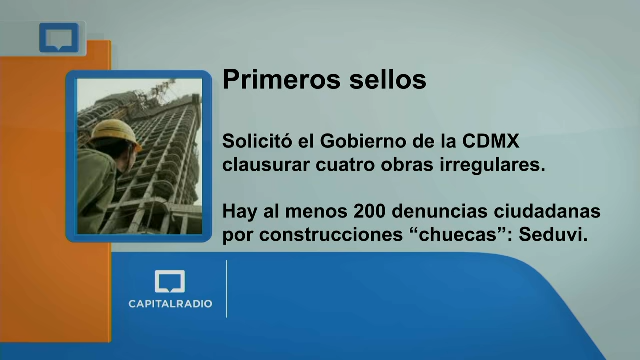 Primeros sellos
Solicitó el Gobierno de la CDMX
clausurar cuatro obras irregulares.
Hay al menos 200 denuncias ciudadanas
por construcciones “chuecas”: Seduvi.
CAPITALRADIO